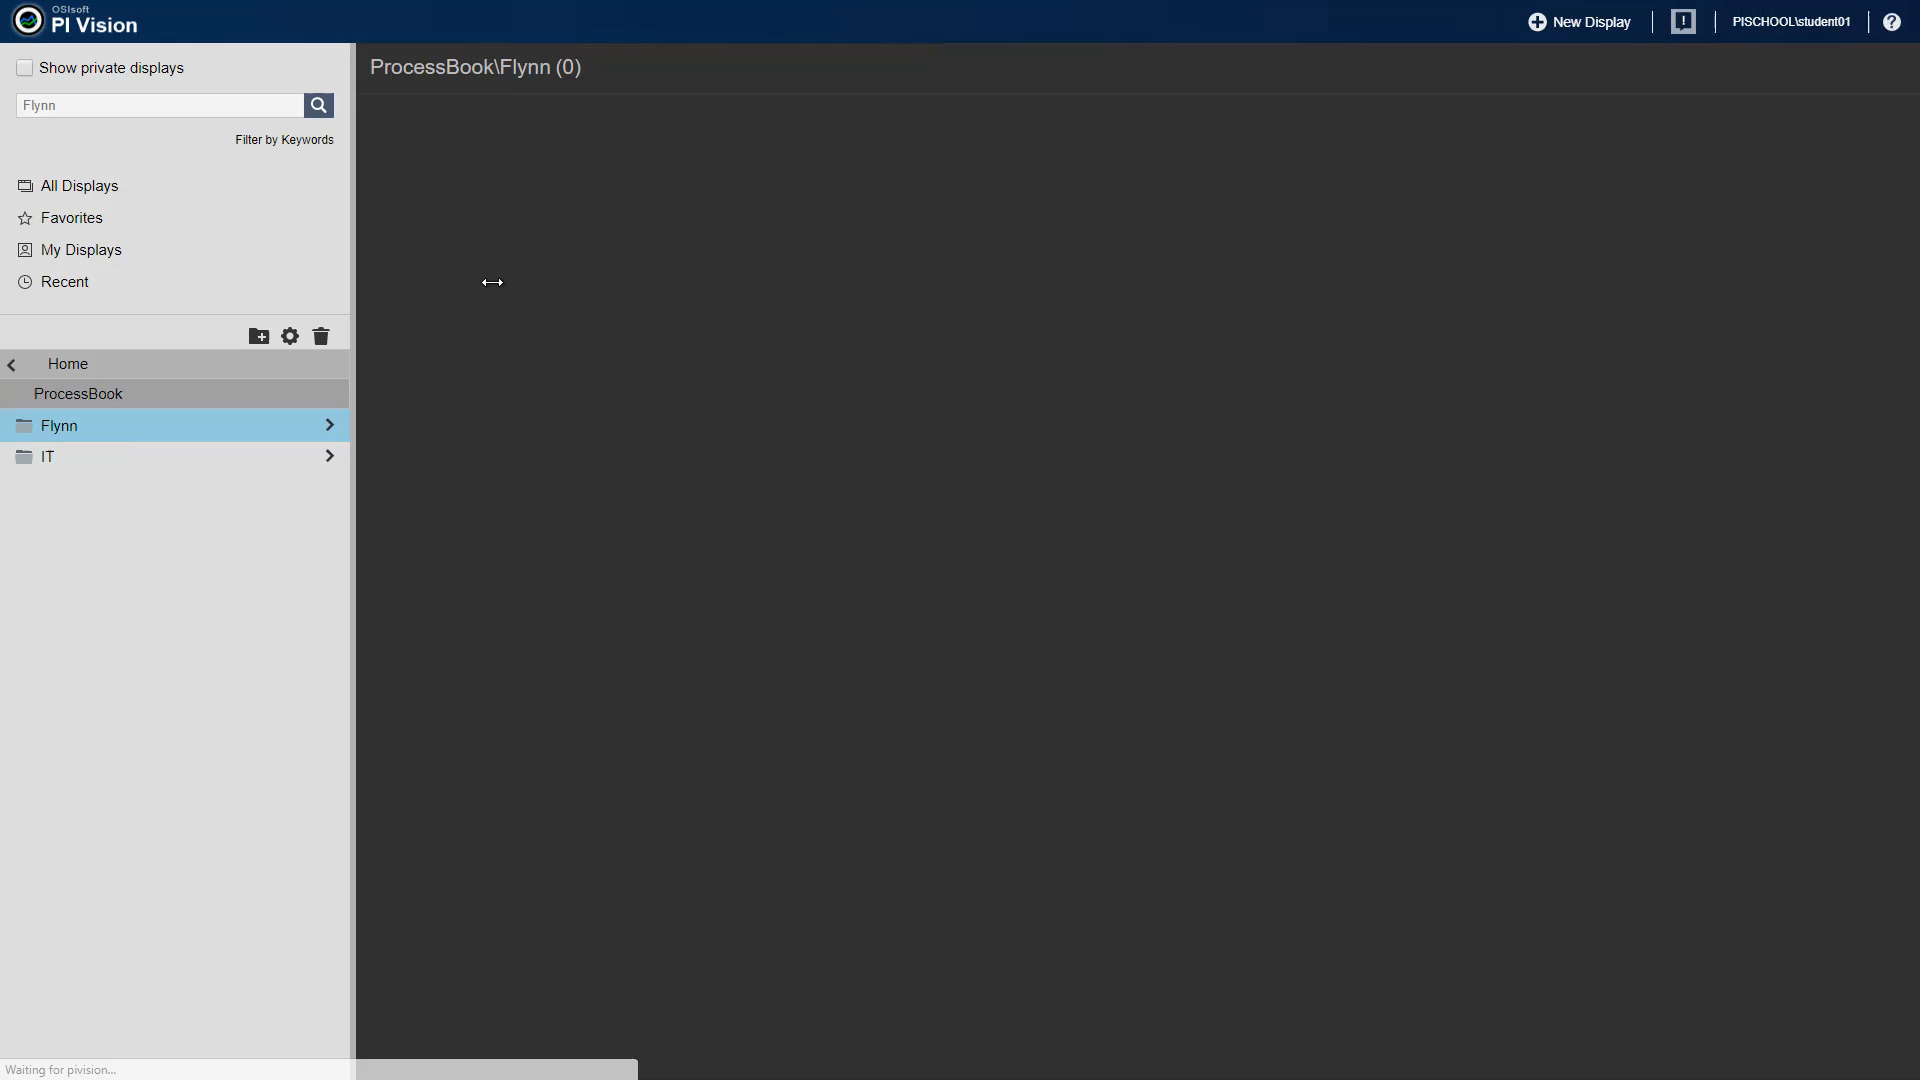 OSIsoft
PI Vision
New Display
PISCHOOL\student01
Show private displays
Flynn
Filter by Keywords
All Displays
Favorites
My Displays
Recent
Home
ProcessBook
Flynn
IT
ProcessBook\Flynn (0)
Waiting for pivision...